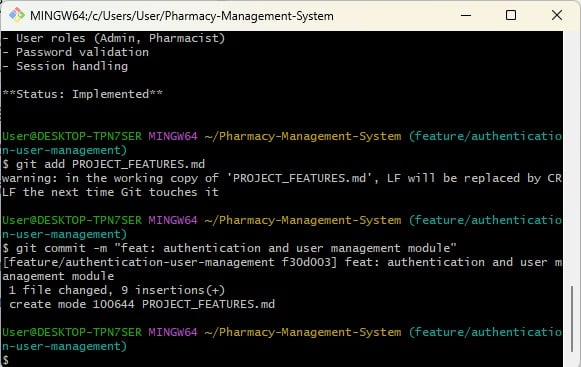 MINGW64:/c/Users/User/Pharmacy-Management-System
- User roles (Admin, Pharmacist)
- Password validation
- Session handling
**Status: Implemented**
User@DESKTOP-TPN7SER MINGW64 ~/Pharmacy-Management-System (feature/authenticatio
n-user-management)
$ git add PROJECT_FEATURES.md
warning: in the working copy of 'PROJECT_FEATURES.md', LF will be replaced by CR
LF the next time Git touches it
User@DESKTOP-TPN7SER MINGW64 ~/Pharmacy-Management-System (feature/authenticatio
n-user-management)
$ git commit -m "feat: authentication and user management module"
[feature/authentication-user-management f30d003] feat: authentication and user m
anagement module
 1 file changed, 9 insertions(+)
 create mode 100644 PROJECT_FEATURES.md
User@DESKTOP-TPN7SER MINGW64 ~/Pharmacy-Management-System (feature/authenticatio
n-user-management)
$